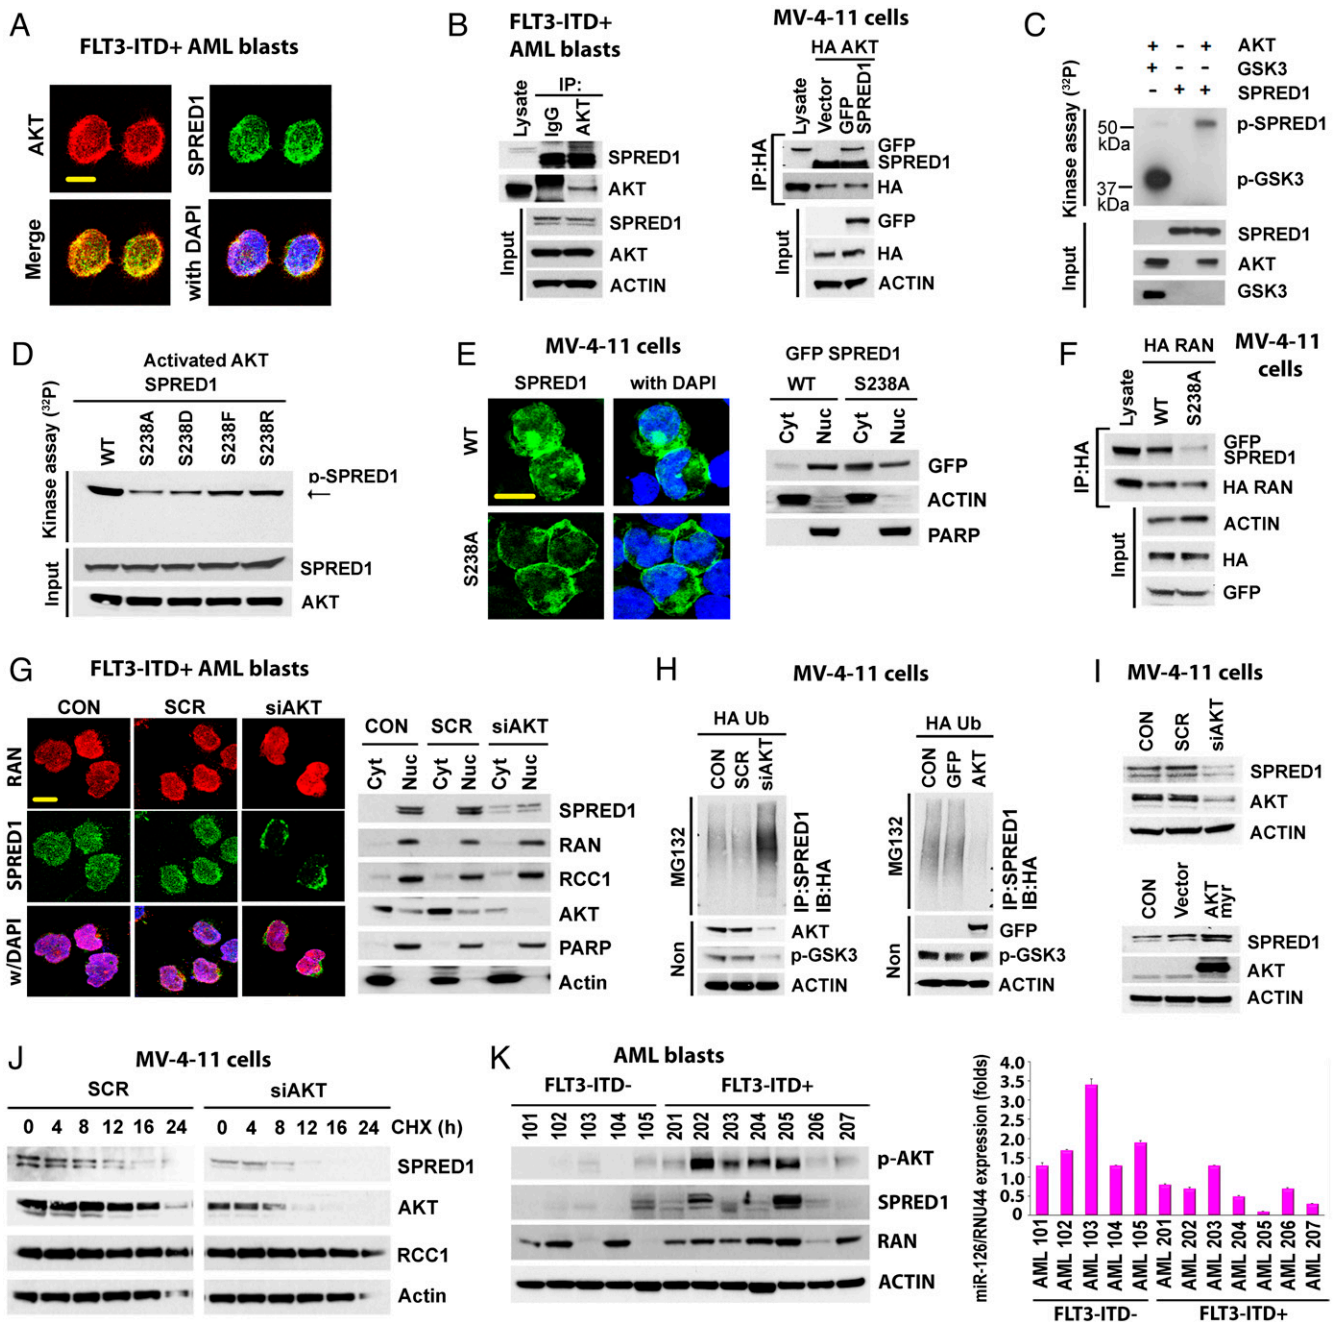 A
FLT3-ITD+ AML blasts
AKT
SPRED1
Merge
with DAPI
B
FLT3-ITD+
AML blasts
IP:
Lysate
IgG
AKT
SPRED1
AKT
Input
SPRED1
AKT
ACTIN
MV-4-11 cells
HA AKT
Lysate
Vector
GFP
SPRED1
IP:HA
GFP
SPRED1
HA
Input
GFP
HA
ACTIN
C
+ - + AKT
+ - - GSK3
- + + SPRED1
Kinase assay (32P)
50
kDa
37
kDa
p-SPRED1
p-GSK3
Input
SPRED1
AKT
GSK3
D
Activated AKT
SPRED1
WT
S238A
S238D
S238F
S238R
Kinase assay (32P)
p-SPRED1
←
Input
SPRED1
AKT
E
MV-4-11 cells
SPRED1
with DAPI
WT
S238A
GFP SPRED1
WT S238A
Cyt
Nuc
Cyt
Nuc
GFP
ACTIN
PARP
F
HA RAN
MV-4-11
cells
Lysate
WT
S238A
IP:HA
GFP
SPRED1
HA RAN
Input
ACTIN
HA
GFP
G
FLT3-ITD+ AML blasts
CON SCR siAKT
RAN
SPRED1
w/DAPI
CON SCR siAKT
Cyt
Nuc
Cyt
Nuc
Cyt
Nuc
SPRED1
RAN
RCC1
AKT
PARP
Actin
H
MV-4-11 cells
HA Ub
CON
SCR
siAKT
MG132
IP:SPRED1
IB:HA
Non
AKT
p-GSK3
ACTIN
HA Ub
CON
GFP
AKT
MG132
IP:SPRED1
IB:HA
Non
GFP
p-GSK3
ACTIN
I
MV-4-11 cells
CON
SCR
siAKT
SPRED1
AKT
ACTIN
CON
Vector
AKT
myr
SPRED1
AKT
ACTIN
J
MV-4-11 cells
SCR siAKT
0 4 8 12 16 24 0 4 8 12 16 24 CHX (h)
SPRED1
AKT
RCC1
Actin
K
AML blasts
FLT3-ITD- FLT3-ITD+
101
102
103
104
105
201
202
203
204
205
206
207
p-AKT
SPRED1
RAN
ACTIN
miR-126/RNU44 expression (folds)
4.0
3.5
3.0
2.5
2.0
1.5
1.0
0.5
0
AML 101
AML 102
AML 103
AML 104
AML 105
AML 201
AML 202
AML 203
AML 204
AML 205
AML 206
AML 207
FLT3-ITD- FLT3-ITD+